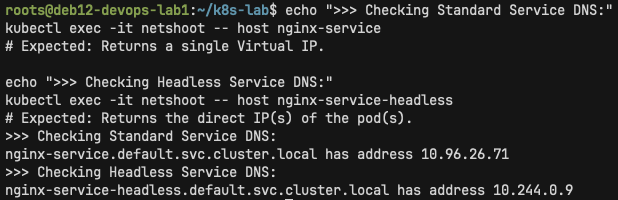 roots@deb12-devops-lab1:~/k8s-lab$ echo ">>> Checking Standard Service DNS:"
kubectl exec -it netshoot -- host nginx-service
# Expected: Returns a single Virtual IP.

echo ">>> Checking Headless Service DNS:"
kubectl exec -it netshoot -- host nginx-service-headless
# Expected: Returns the direct IP(s) of the pod(s).
>>> Checking Standard Service DNS:
nginx-service.default.svc.cluster.local has address 10.96.26.71
>>> Checking Headless Service DNS:
nginx-service-headless.default.svc.cluster.local has address 10.244.0.9